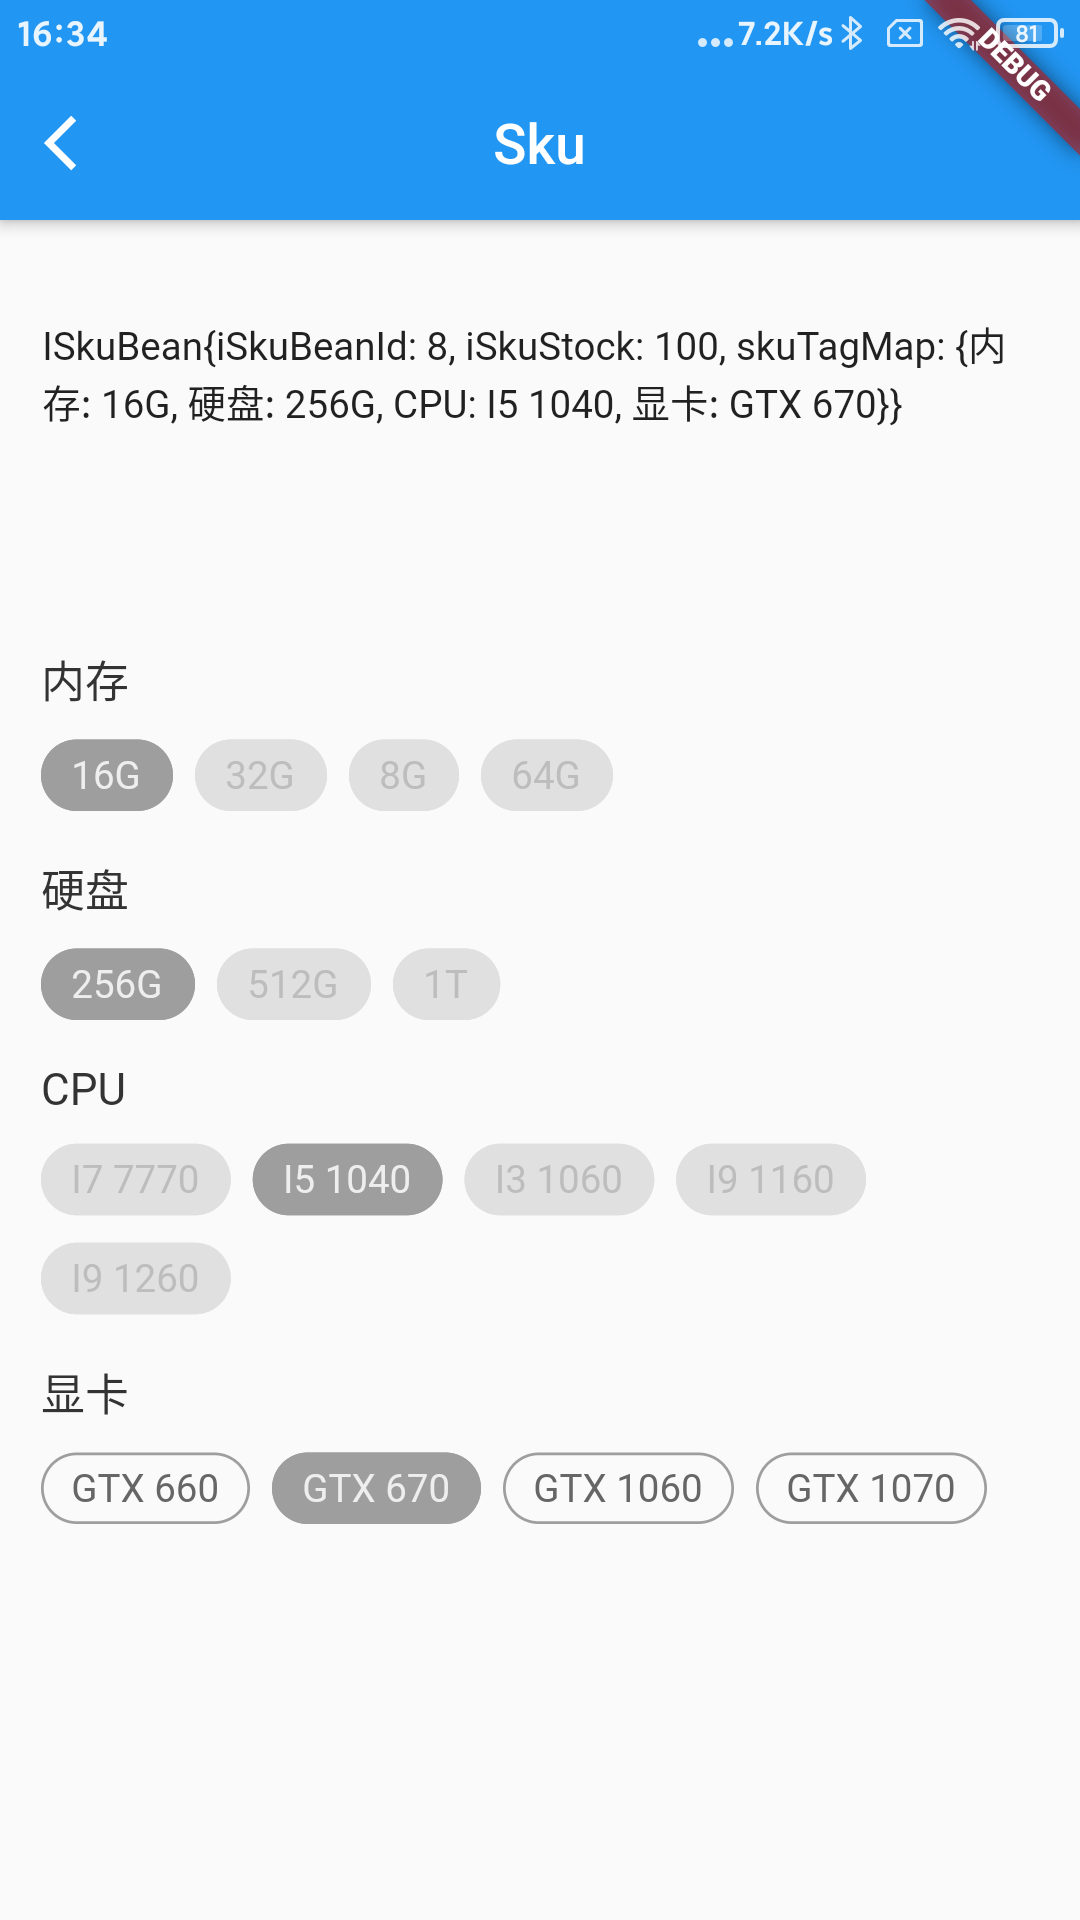 16:34
...7.2K/s
81
DEBUG
Sku
ISkuBean{iSkuBeanId: 8, iSkuStock: 100, skuTagMap: {内
存: 16G, 硬盘: 256G, CPU: I5 1040, 显卡: GTX 670}}
内存
16G 32G 8G 64G
硬盘
256G 512G 1T
CPU
I7 7770 I5 1040 I3 1060 I9 1160
I9 1260
显卡
GTX 660 GTX 670 GTX 1060 GTX 1070